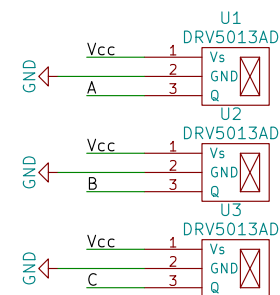 U1
DRV5013AD
Vcc 1 Vs
GND 2 GND
A 3 Q
U2
DRV5013AD
Vcc 1 Vs
GND 2 GND
B 3 Q
U3
DRV5013AD
Vcc 1 Vs
GND 2 GND
C 3 Q